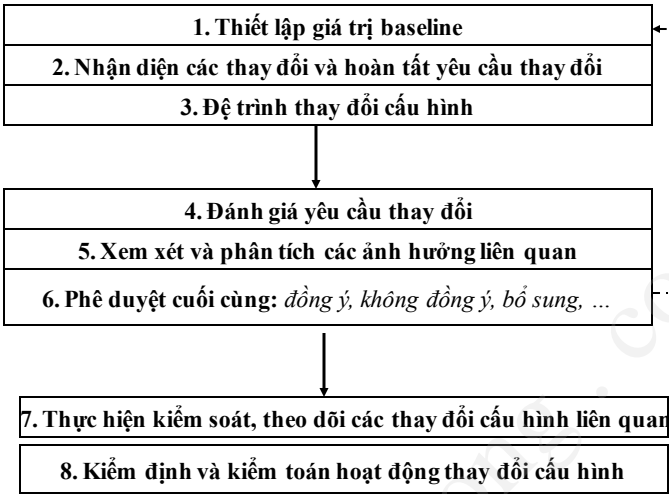 1. Thiết lập giá trị baseline
2. Nhận diện các thay đổi và hoàn tất yêu cầu thay đổi
3. Đệ trình thay đổi cấu hình
4. Đánh giá yêu cầu thay đổi
5. Xem xét và phân tích các ảnh hưởng liên quan
6. Phê duyệt cuối cùng: đồng ý, không đồng ý, bổ sung, ...
7. Thực hiện kiểm soát, theo dõi các thay đổi cấu hình liên quan
8. Kiểm định và kiểm toán hoạt động thay đổi cấu hình